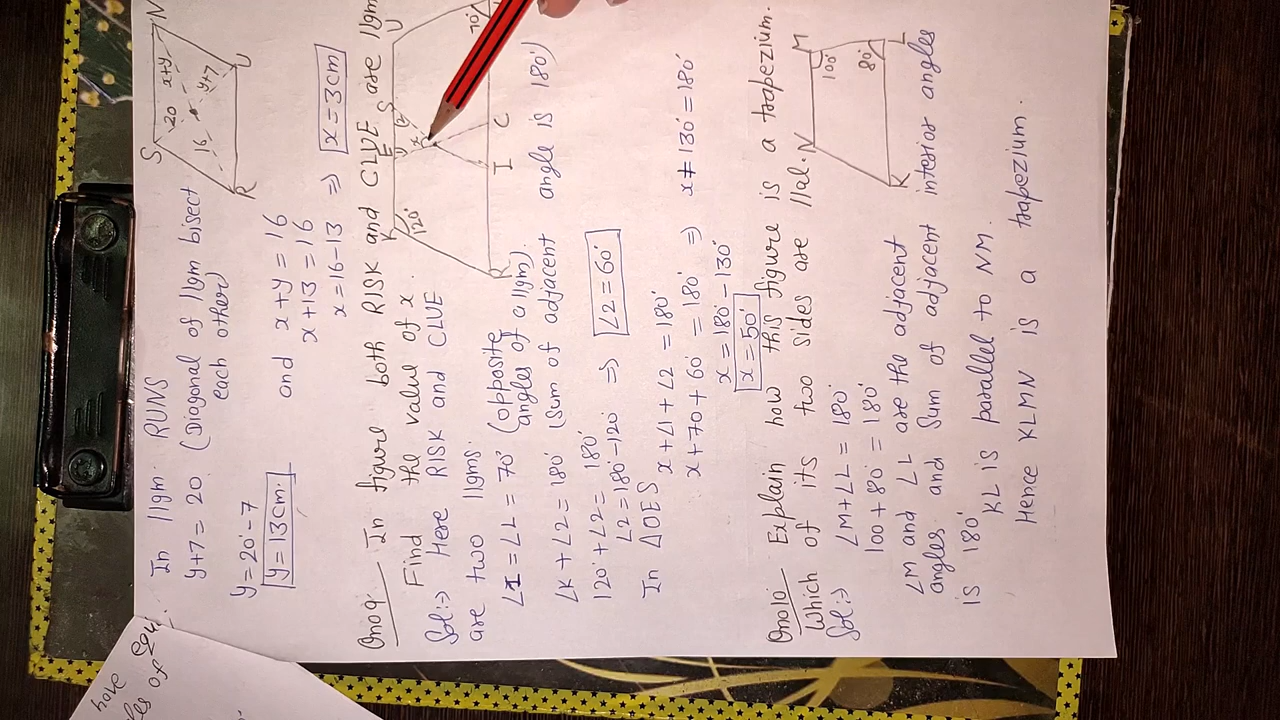 In ||gm RUNS
y+7 = 20 (Diagonal of ||gm bisect
each other)
y = 20-7
y = 13cm.
and x+y = 16
x+13 = 16
x = 16-13 ⇒ x = 3cm
S
N
R
U
20
x+y
16
y+7
Qno9 In figure both RISK and CLUE are ||gm
Find the value of x.
Sol:→ Here RISK and CLUE
are two ||gms.
∠1 = ∠L = 70° (opposite
angles of a ||gm).
∠K + ∠2 = 180° (Sum of adjacent angle is 180°)
120° + ∠2 = 180°
∠2 = 180° - 120 ⇒ ∠2 = 60°
In ΔOES
x + ∠1 + ∠2 = 180°
x + 70 + 60° = 180° ⇒ x + 130° = 180°
x = 180° - 130°
x = 50°
K
E
S
U
120°
x
70°
R
I
C
Qno10 Explain how this figure is a trapezium.
Which of its two sides are ||al.
Sol:→
∠M + ∠L = 180°
100 + 80° = 180°
∠M and ∠L are the adjacent
angles and Sum of adjacent interior angles
is 180°
KL is parallel to NM.
Hence KLMN is a trapezium.
N
M
100°
80°
K
L
have equ
les of